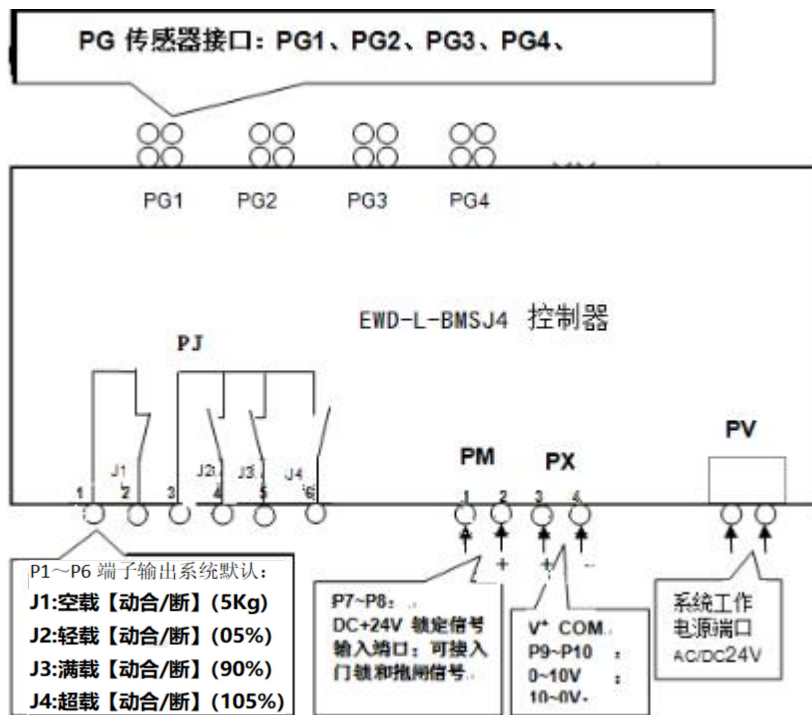 PG 传感器接口：PG1、PG2、PG3、PG4、
PG1 PG2 PG3 PG4
EWD-L-BMSJ4 控制器
PJ
J1 J2 J3 J4
PM PX PV
1 2 3 4 5 6
1 2 3 4
+ + -
P1～P6 端子输出系统默认：
J1:空载【动合/断】(5Kg)
J2:轻载【动合/断】(05%)
J3:满载【动合/断】(90%)
J4:超载【动合/断】(105%)
P7~P8：
DC+24V 锁定信号
输入端口：可接入
门锁和抱闸信号.
V⁺ COM.
P9~P10 :
0~10V :
10~0V.
系统工作
电源端口
AC/DC24V